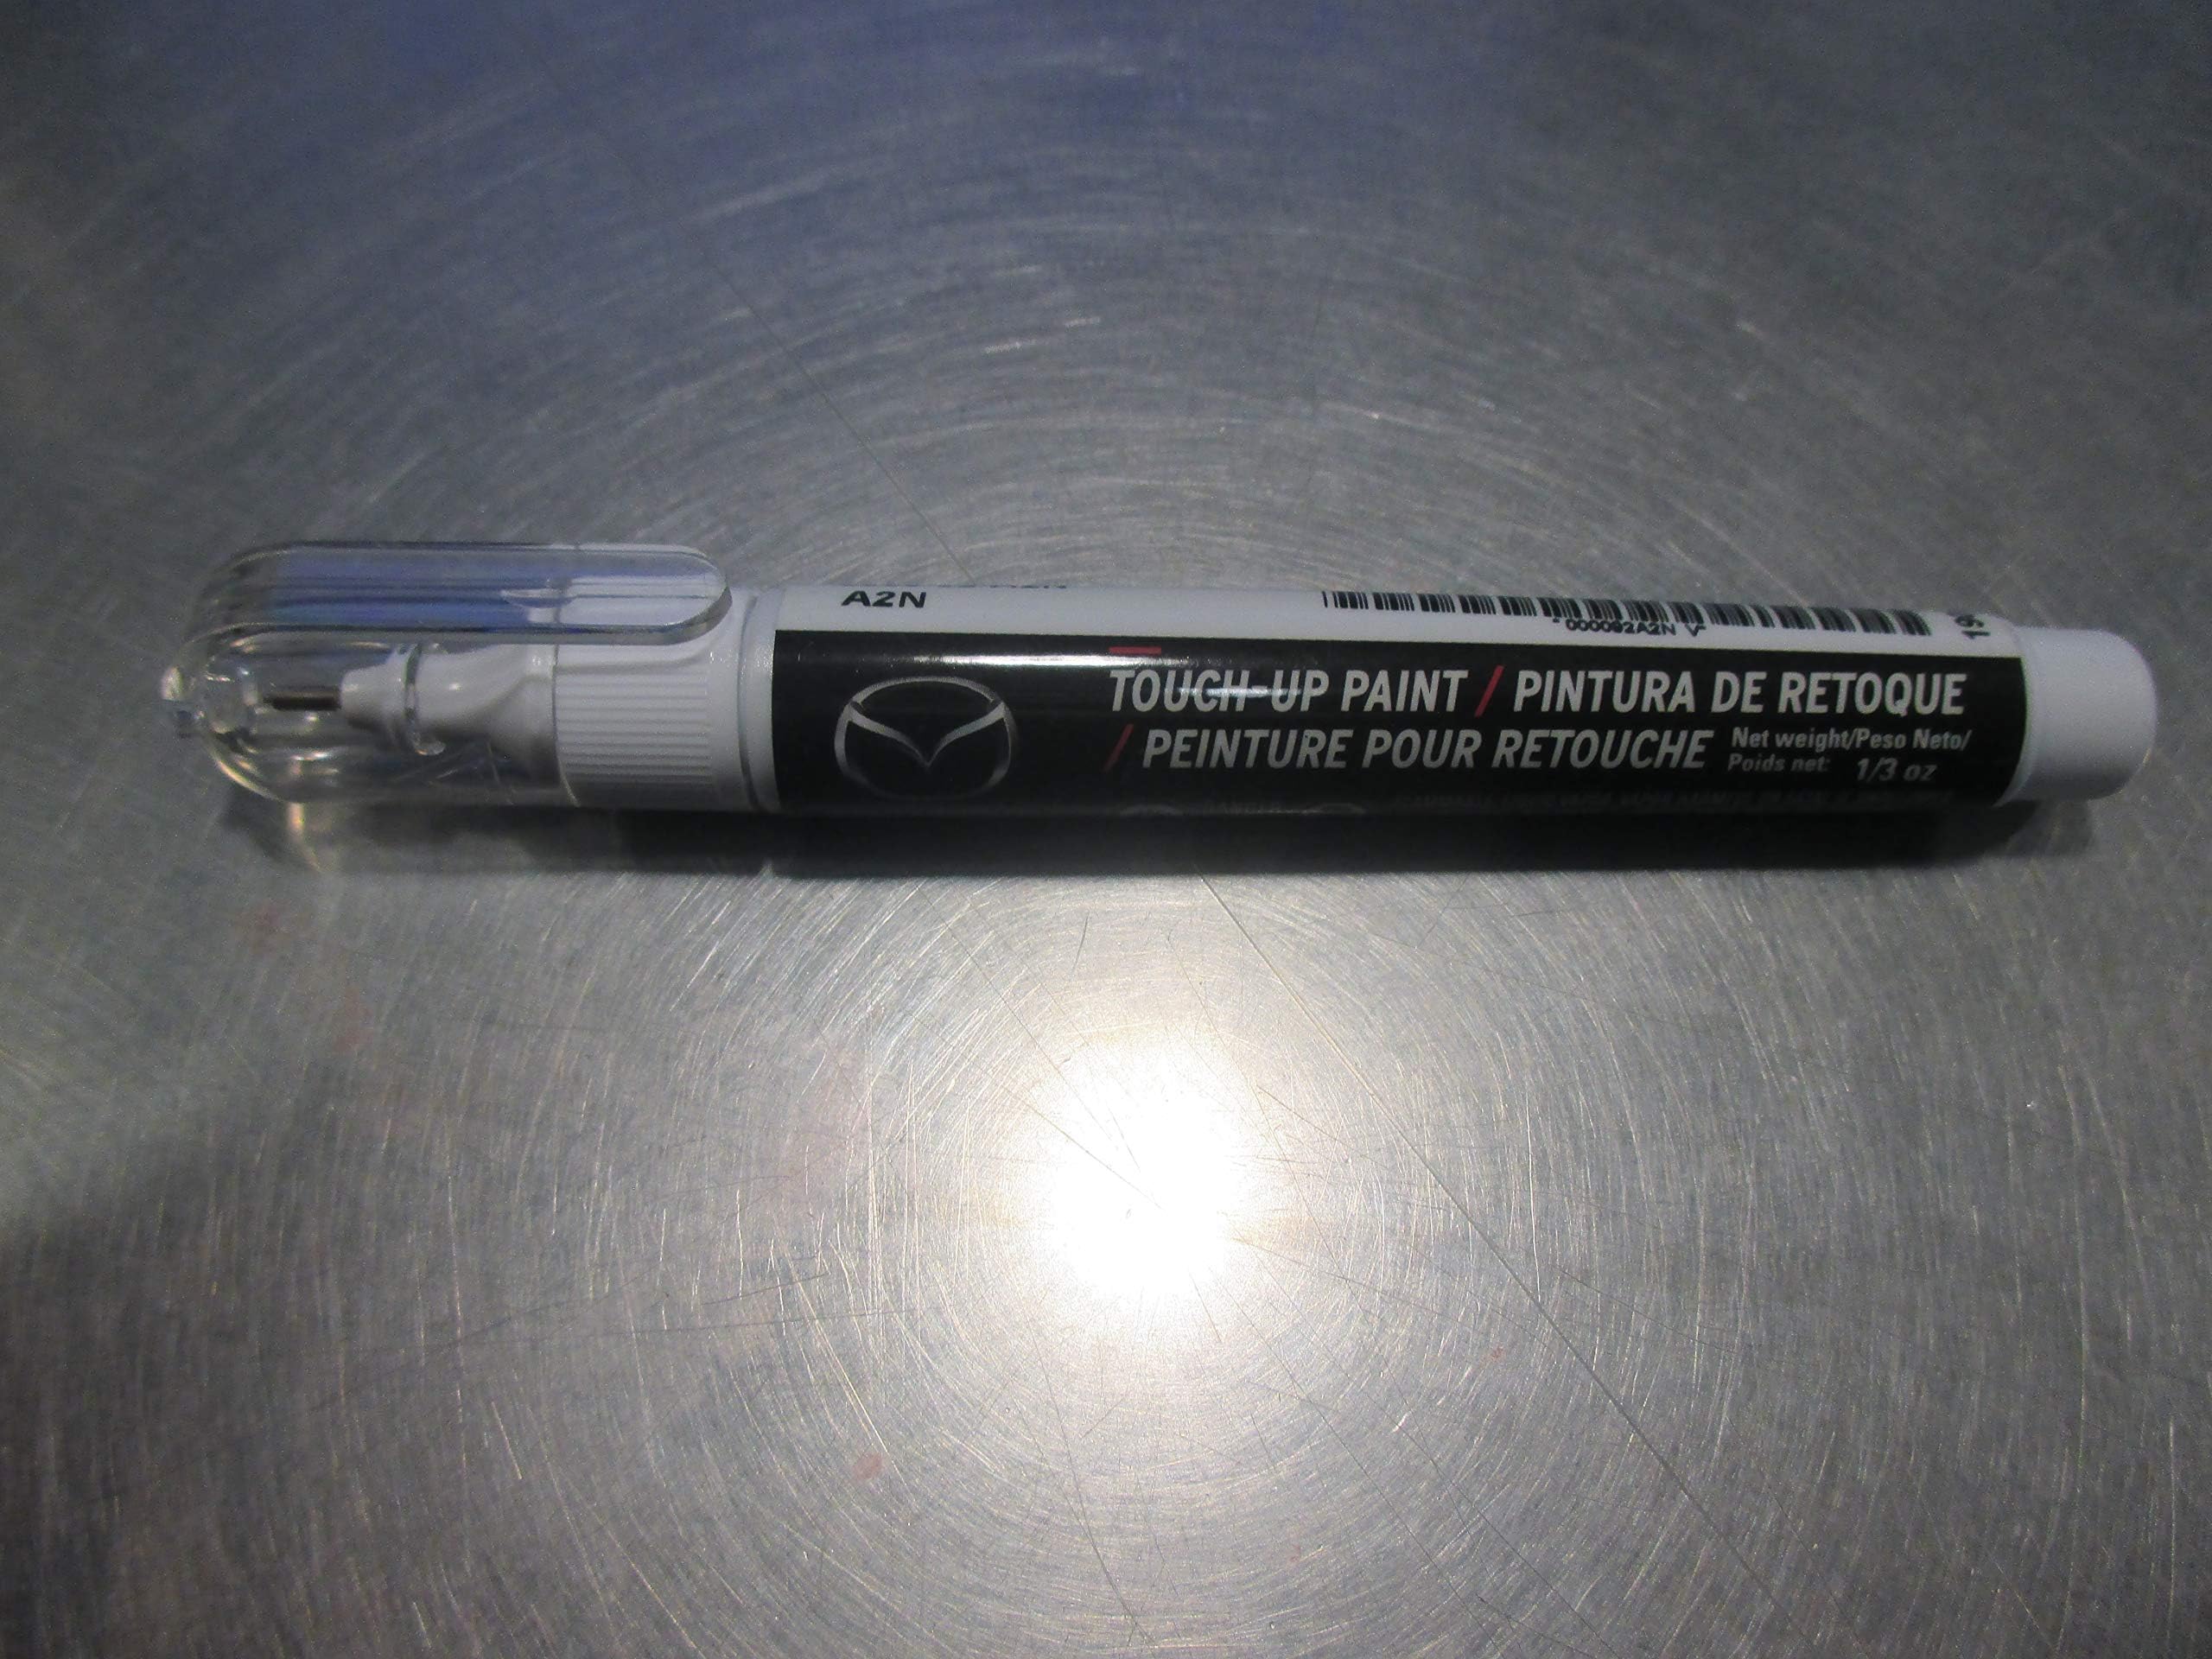 A2N
* 000092A2N V*
TOUCH-UP PAINT / PINTURA DE RETOQUE
/ PEINTURE POUR RETOUCHE
Net weight/Peso Neto/
Poids net: 1/3 oz